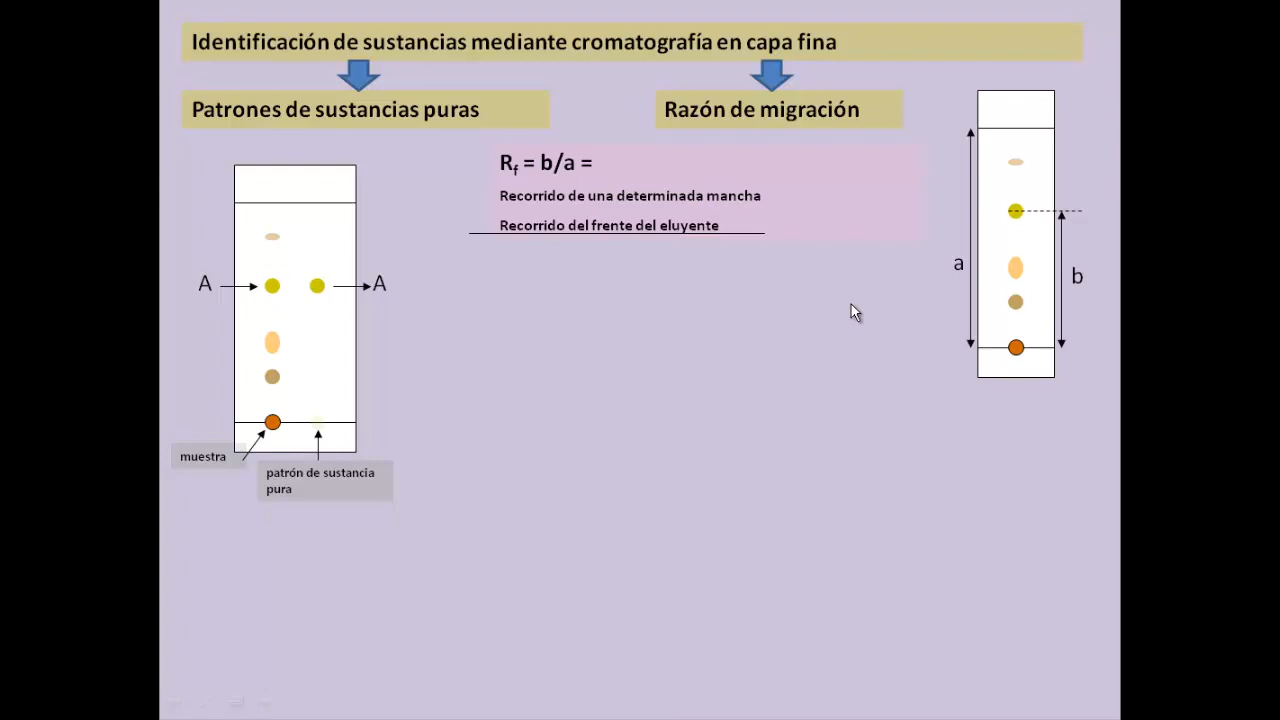 Identificación de sustancias mediante cromatografía en capa fina
Patrones de sustancias puras
Razón de migración
Rf = b/a =
Recorrido de una determinada mancha
Recorrido del frente del eluyente
A
A
muestra
patrón de sustancia
pura
a
b